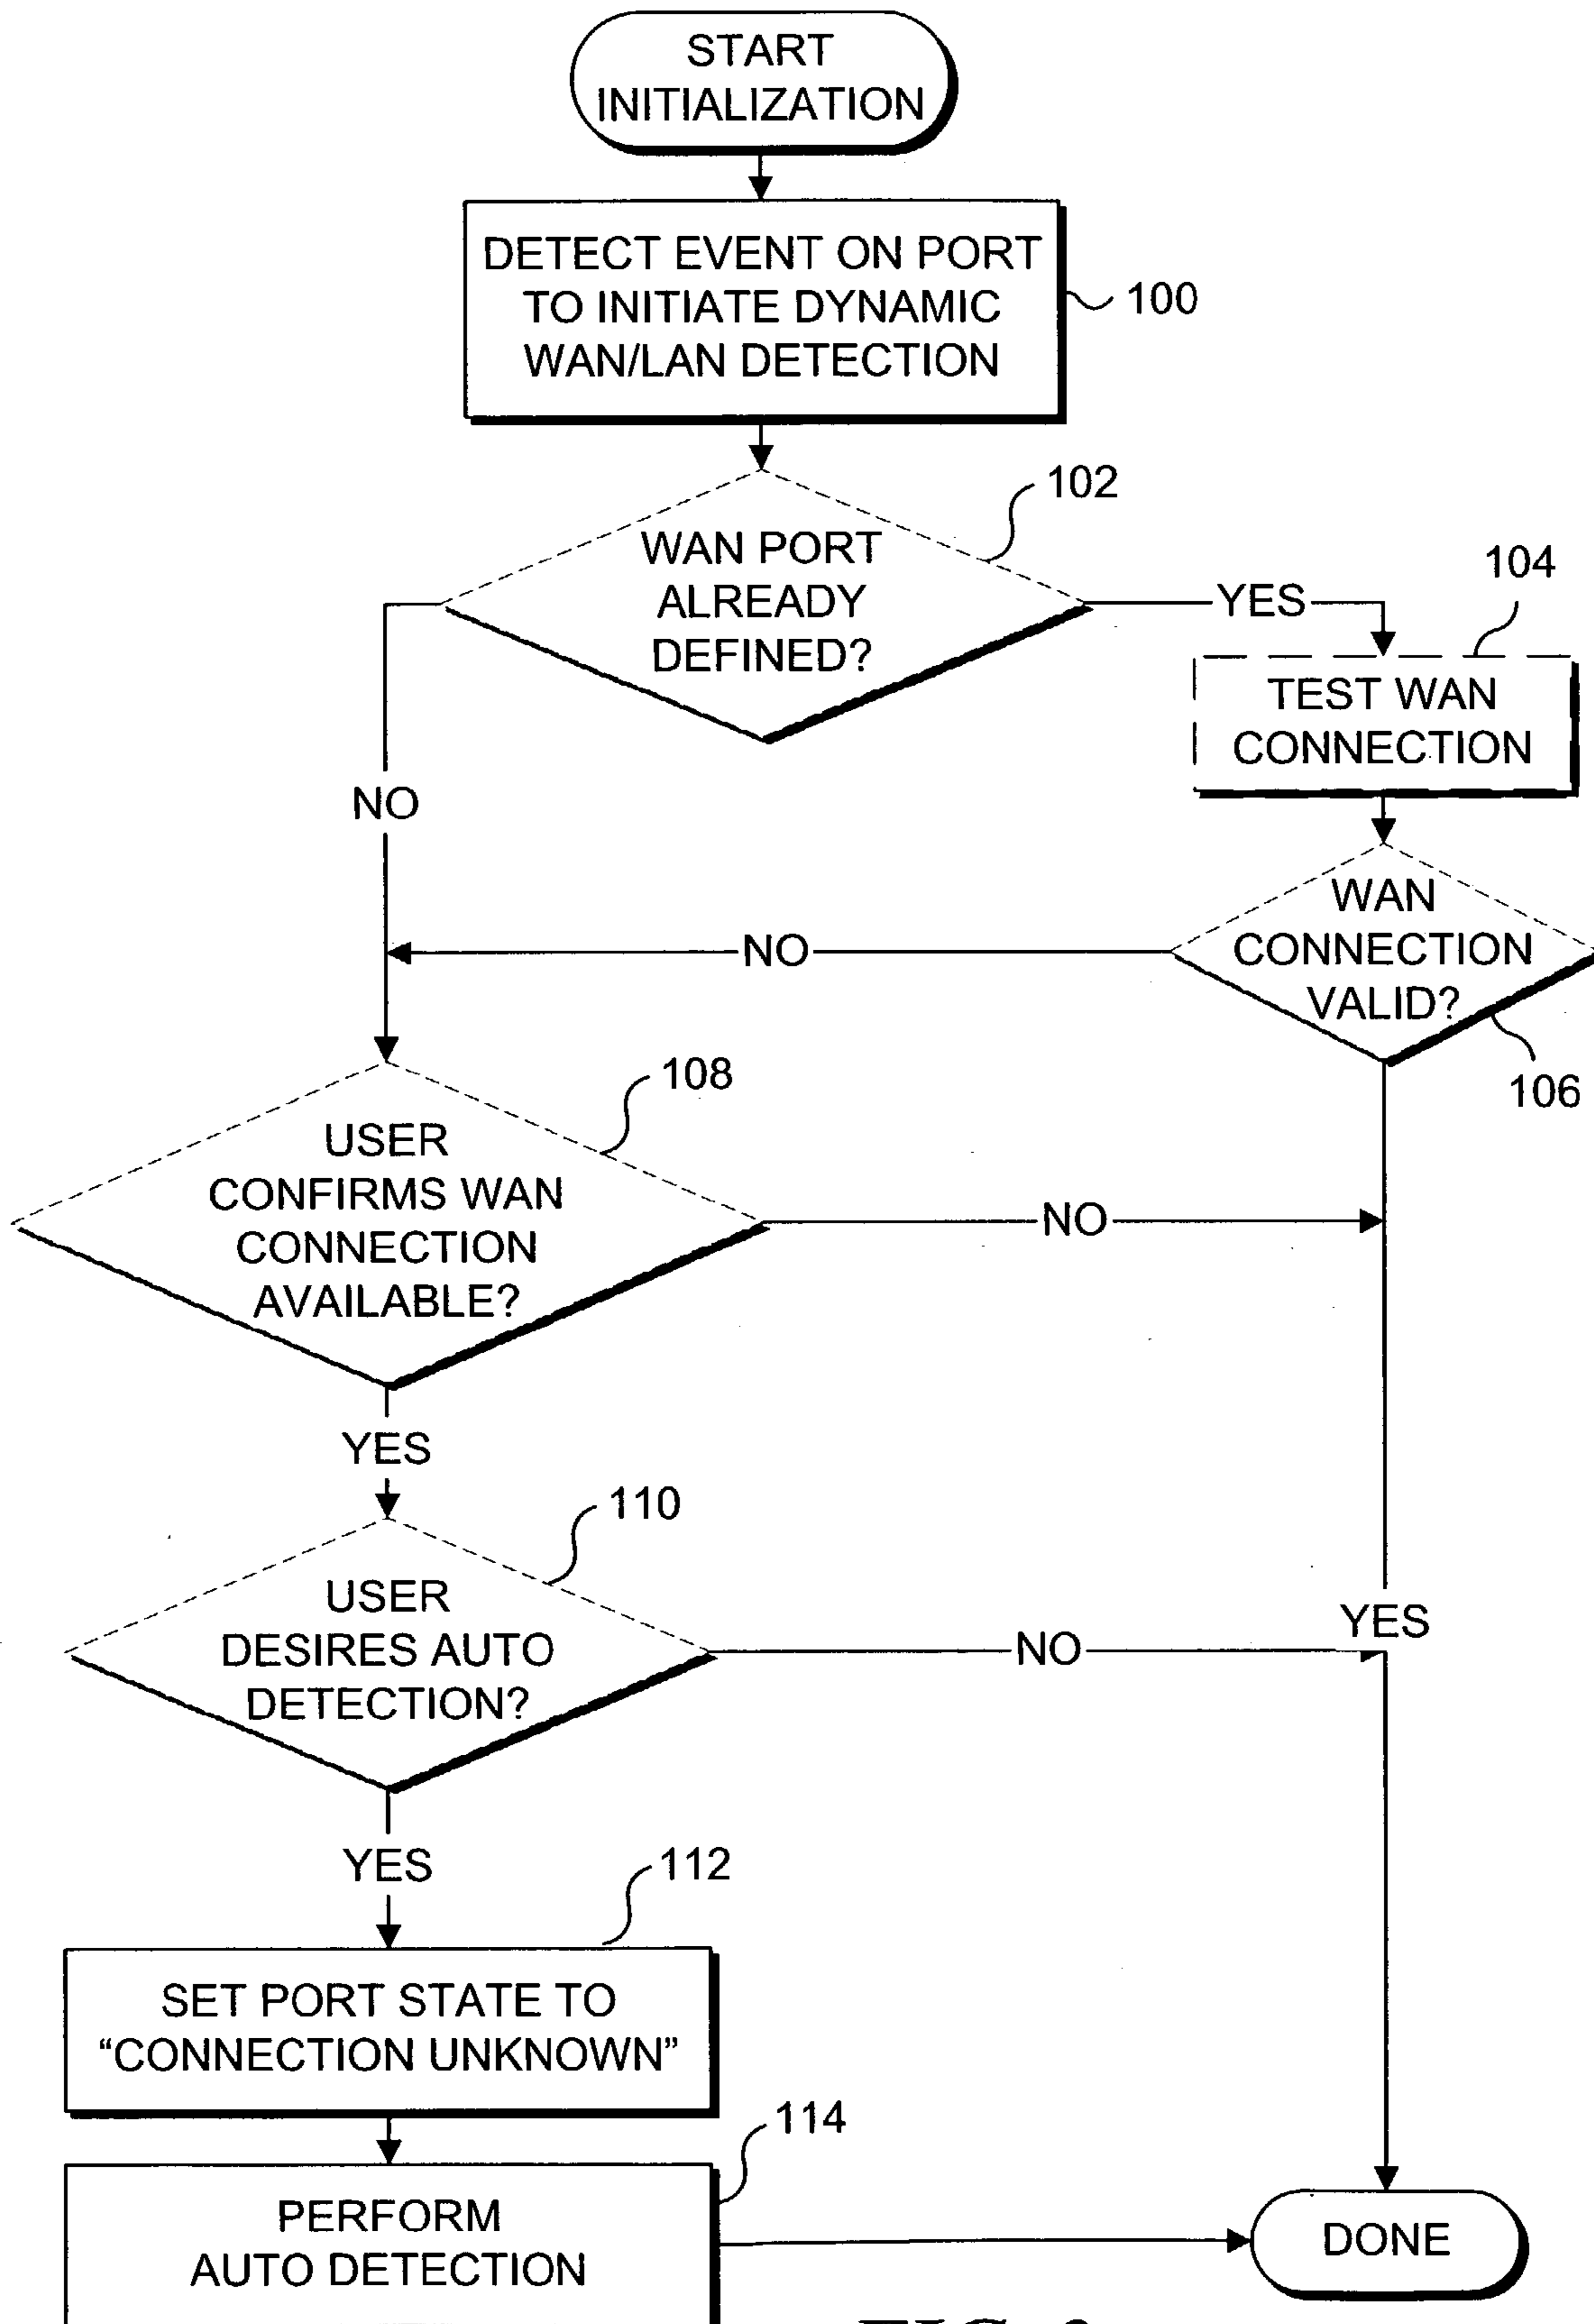 START
INITIALIZATION
DETECT EVENT ON PORT
TO INITIATE DYNAMIC
WAN/LAN DETECTION
100
102
WAN PORT
ALREADY
DEFINED?
YES
104
TEST WAN
CONNECTION
NO
WAN
CONNECTION
VALID?
NO
106
108
USER
CONFIRMS WAN
CONNECTION
AVAILABLE?
NO
YES
110
USER
DESIRES AUTO
DETECTION?
NO
YES
YES
112
SET PORT STATE TO
“CONNECTION UNKNOWN”
114
PERFORM
AUTO DETECTION
DONE